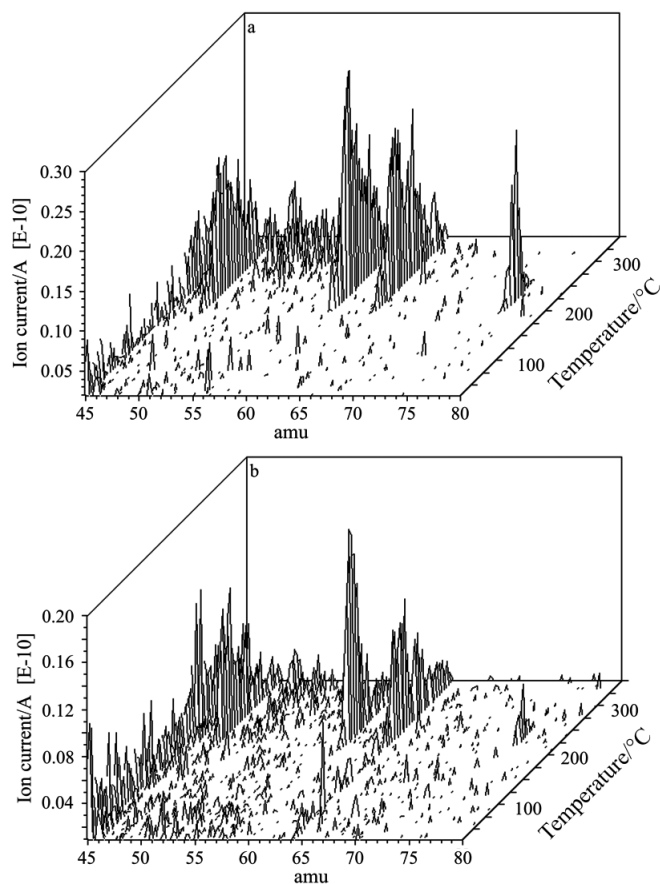 a
0.30
0.25
0.20
0.15
0.10
0.05
Ion current/A [E-10]
45 50 55 60 65 70 75 80
amu
100
200
300
Temperature/°C
b
0.20
0.16
0.12
0.08
0.04
Ion current/A [E-10]
45 50 55 60 65 70 75 80
amu
100
200
300
Temperature/°C